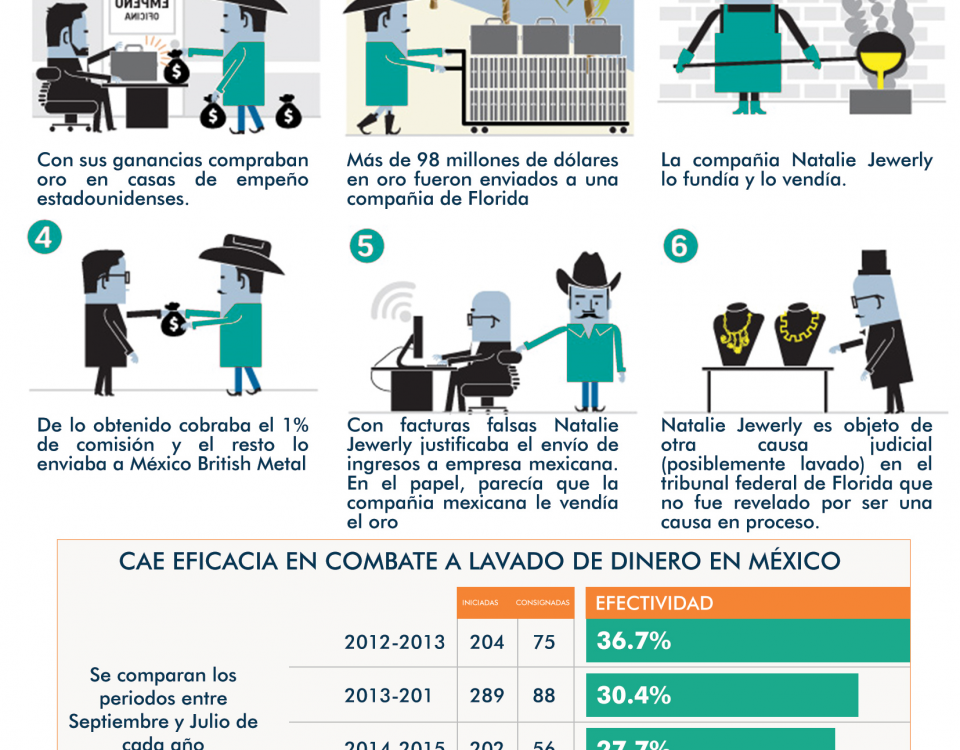 EMPEÑO
OFICINA
$
$
$
Con sus ganancias compraban
oro en casas de empeño
estadounidenses.
Más de 98 millones de dólares
en oro fueron enviados a una
compañia de Florida
La compañia Natalie Jewerly
lo fundía y lo vendía.
4
$
De lo obtenido cobraba el 1%
de comisión y el resto lo
enviaba a México British Metal
5
Con facturas falsas Natalie
Jewerly justificaba el envío de
ingresos a empresa mexicana.
En el papel, parecía que la
compañia mexicana le vendía
el oro
6
Natalie Jewerly es objeto de
otra causa judicial
(posiblemente lavado) en el
tribunal federal de Florida que
no fue revelado por ser una
causa en proceso.
CAE EFICACIA EN COMBATE A LAVADO DE DINERO EN MÉXICO
Se comparan los
periodos entre
Septiembre y Julio de
cada año
INICIADAS CONSIGNADAS EFECTIVIDAD
2012-2013 204 75 36.7%
2013-201 289 88 30.4%
2014-2015 202 56 27.7%